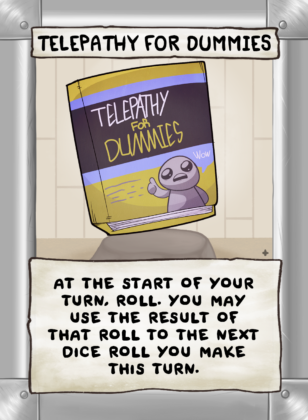 TELEPATHY FOR DUMMIES
TELEPATHY
FOR
DUMMIES
WOW
AT THE START OF YOUR
TURN, ROLL. YOU MAY
USE THE RESULT OF
THAT ROLL TO THE NEXT
DICE ROLL YOU MAKE
THIS TURN.